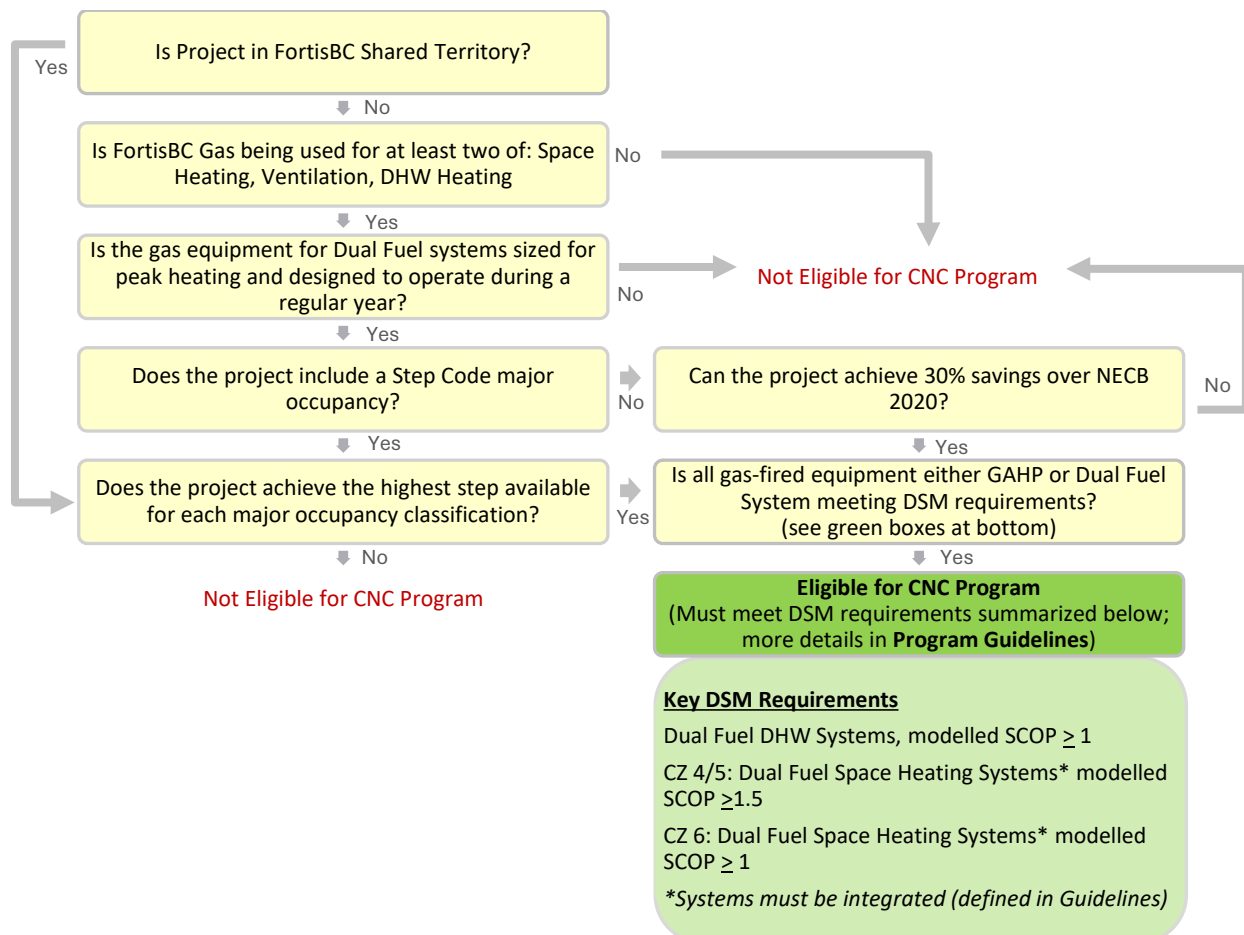 Is Project in FortisBC Shared Territory?
Yes
No
Is FortisBC Gas being used for at least two of: Space
Heating, Ventilation, DHW Heating
No
Yes
Is the gas equipment for Dual Fuel systems sized for
peak heating and designed to operate during a
regular year?
No
Not Eligible for CNC Program
Yes
Does the project include a Step Code major
occupancy?
No
Can the project achieve 30% savings over NECB
2020?
No
Yes
Yes
Does the project achieve the highest step available
for each major occupancy classification?
Yes
Is all gas-fired equipment either GAHP or Dual Fuel
System meeting DSM requirements?
(see green boxes at bottom)
No
Yes
Not Eligible for CNC Program
Eligible for CNC Program
(Must meet DSM requirements summarized below;
more details in Program Guidelines)
Key DSM Requirements
Dual Fuel DHW Systems, modelled SCOP ≥ 1
CZ 4/5: Dual Fuel Space Heating Systems* modelled
SCOP ≥1.5
CZ 6: Dual Fuel Space Heating Systems* modelled
SCOP ≥ 1
*Systems must be integrated (defined in Guidelines)